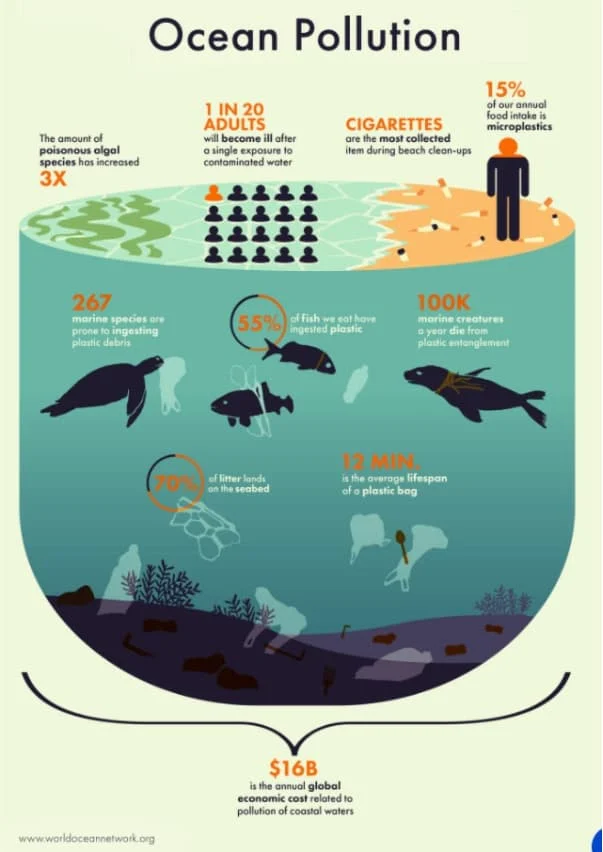 Ocean Pollution
The amount of
poisonous algal
species has increased
3X
1 IN 20
ADULTS
will become ill after
a single exposure to
contaminated water
CIGARETTES
are the most collected
item during beach clean-ups
15%
of our annual
food intake is
microplastics
267
marine species are
prone to ingesting
plastic debris
55%
of fish we eat have
ingested plastic
100K
marine creatures
a year die from
plastic entanglement
70%
of litter lands
on the seabed
12 MIN.
is the average lifespan
of a plastic bag
$16B
is the annual global
economic cost related to
pollution of coastal waters
www.worldoceannetwork.org